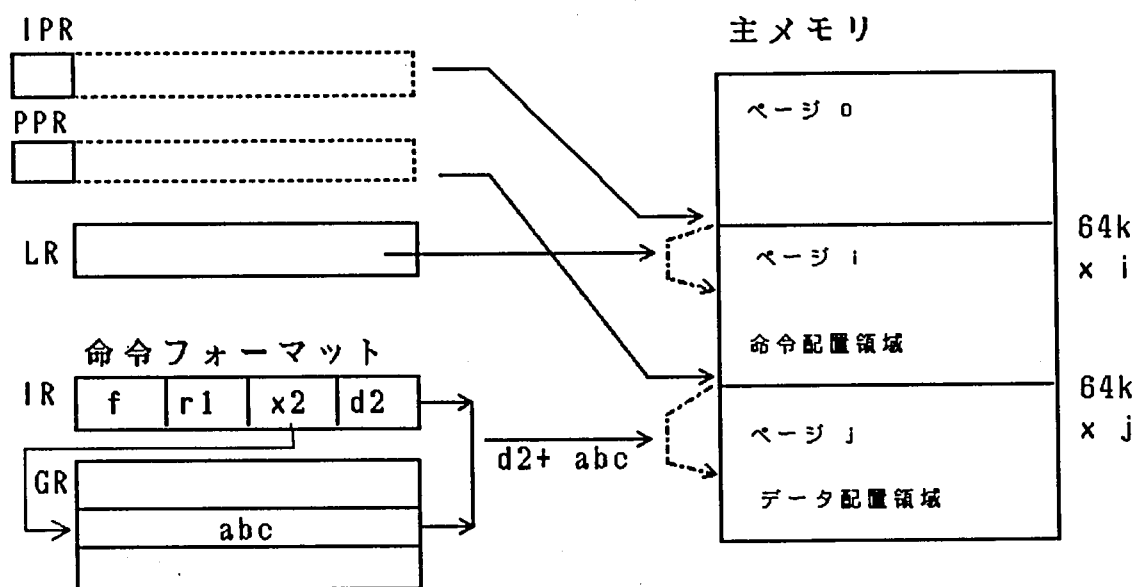 IPR
PPR
LR
命令フォーマット
IR
f
r1
x2
d2
GR
abc
d2+ abc
主メモリ
ページ 0
ページ i
命令配置領域
64k
x i
ページ j
データ配置領域
64k
x j